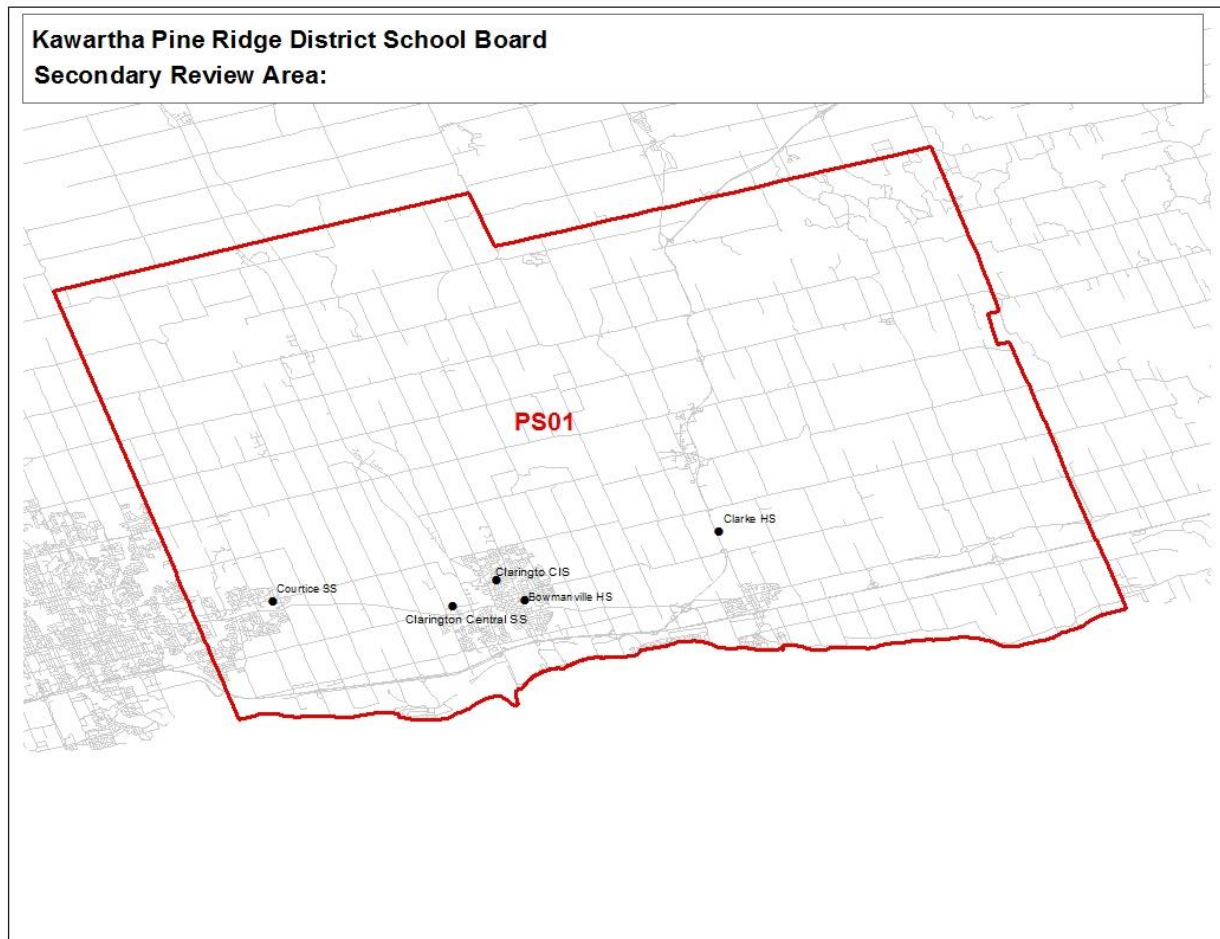 Kawartha Pine Ridge District School Board
Secondary Review Area:
PS01
Clarke HS
Claringto CIS
Courtice SS
Bowmanville HS
Clarington Central SS